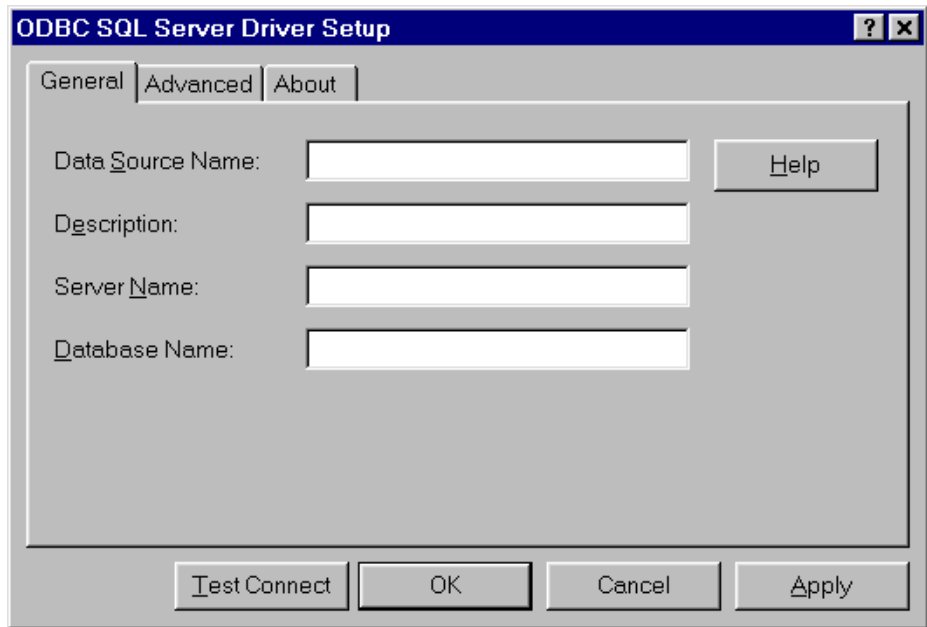 ODBC SQL Server Driver Setup
General Advanced About
Data Source Name:
Help
Description:
Server Name:
Database Name:
Test Connect OK Cancel Apply